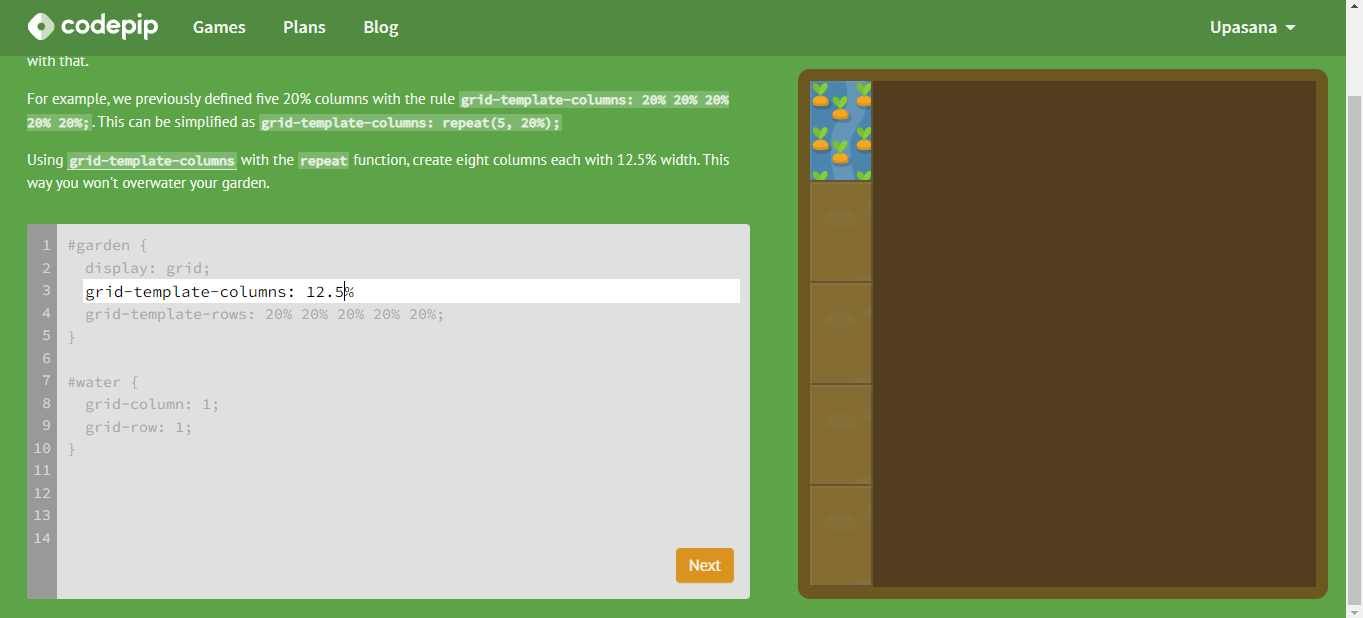 codepip Games Plans Blog Upasana
with that.
For example, we previously defined five 20% columns with the rule grid-template-columns: 20% 20% 20%
20% 20%;. This can be simplified as grid-template-columns: repeat(5, 20%);
Using grid-template-columns with the repeat function, create eight columns each with 12.5% width. This
way you won't overwater your garden.
1 #garden {
2 display: grid;
3 grid-template-columns: 12.5%
4 grid-template-rows: 20% 20% 20% 20% 20%;
5 }
6
7 #water {
8 grid-column: 1;
9 grid-row: 1;
10 }
11
12
13
14
Next